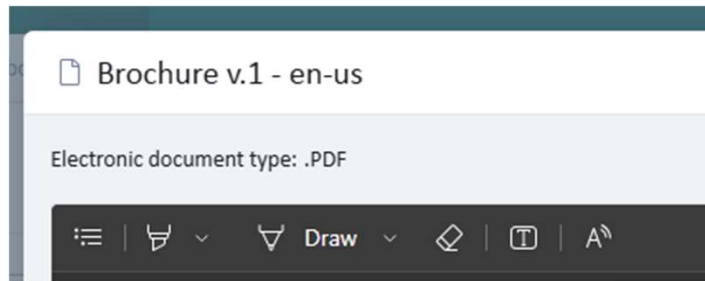 Brochure v.1 - en-us
Electronic document type: .PDF
Draw